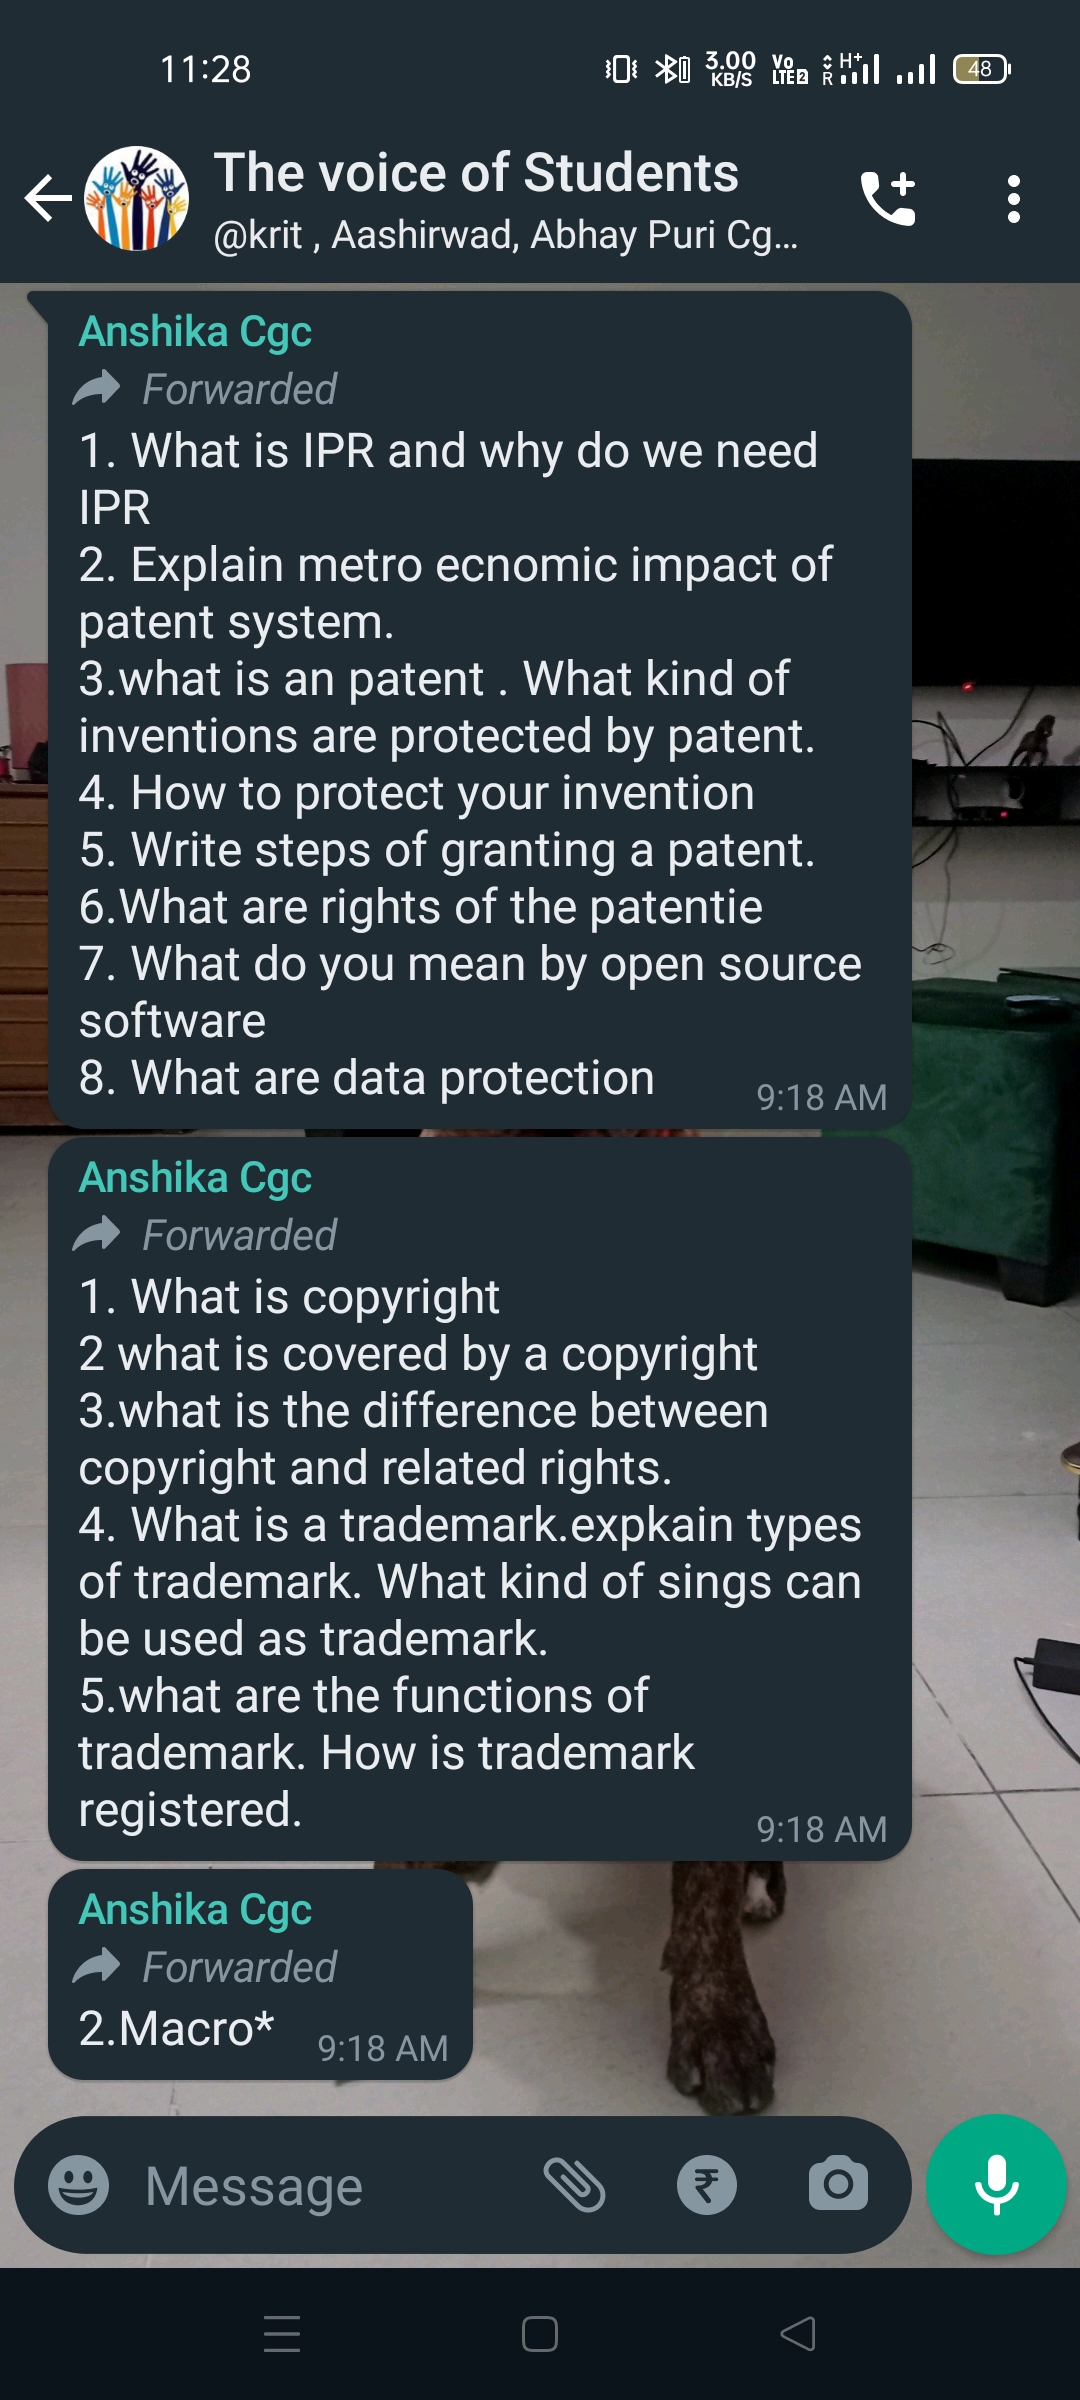 11:28
3.00
KB/S
Vo
LTE 2
R
H+
48
The voice of Students
@krit , Aashirwad, Abhay Puri Cg...
Anshika Cgc
Forwarded
1. What is IPR and why do we need
IPR
2. Explain metro ecnomic impact of
patent system.
3.what is an patent . What kind of
inventions are protected by patent.
4. How to protect your invention
5. Write steps of granting a patent.
6.What are rights of the patentie
7. What do you mean by open source
software
8. What are data protection
9:18 AM
Anshika Cgc
Forwarded
1. What is copyright
2 what is covered by a copyright
3.what is the difference between
copyright and related rights.
4. What is a trademark.expkain types
of trademark. What kind of sings can
be used as trademark.
5.what are the functions of
trademark. How is trademark
registered.
9:18 AM
Anshika Cgc
Forwarded
2.Macro*
9:18 AM
Message
₹